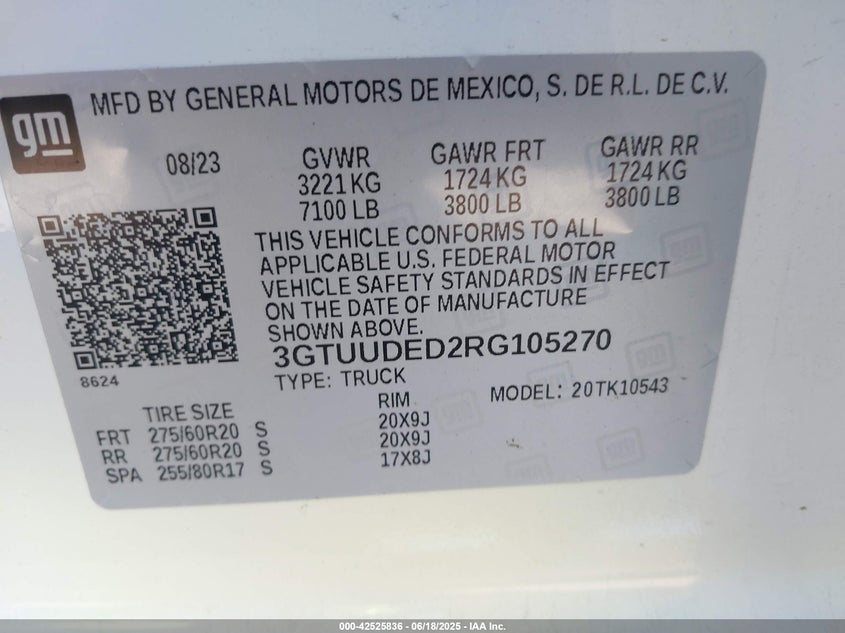 MFD BY GENERAL MOTORS DE MEXICO, S. DE R.L. DE C.V.
gm
08/23
GVWR GAWR FRT GAWR RR
3221 KG 1724 KG 1724 KG
7100 LB 3800 LB 3800 LB
THIS VEHICLE CONFORMS TO ALL
APPLICABLE U.S. FEDERAL MOTOR
VEHICLE SAFETY STANDARDS IN EFFECT
ON THE DATE OF MANUFACTURE
SHOWN ABOVE.
3GTUUDED2RG105270
8624
TYPE: TRUCK
MODEL: 20TK10543
TIRE SIZE RIM
FRT 275/60R20 S 20X9J
RR 275/60R20 S 20X9J
SPA 255/80R17 S 17X8J
000-42525836 - 06/18/2025 - IAA Inc.